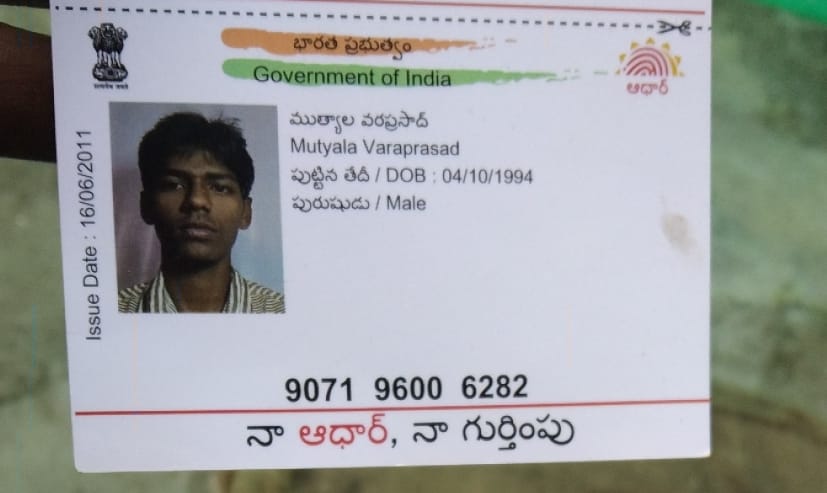 భారత ప్రభుత్వం
Government of India
ఆధార్
ముత్యాల వరప్రసాద్
Mutyala Varaprasad
పుట్టిన తేదీ / DOB : 04/10/1994
పురుషుడు / Male
Issue Date : 16/06/2011
9071 9600 6282
నా ఆధార్, నా గుర్తింపు